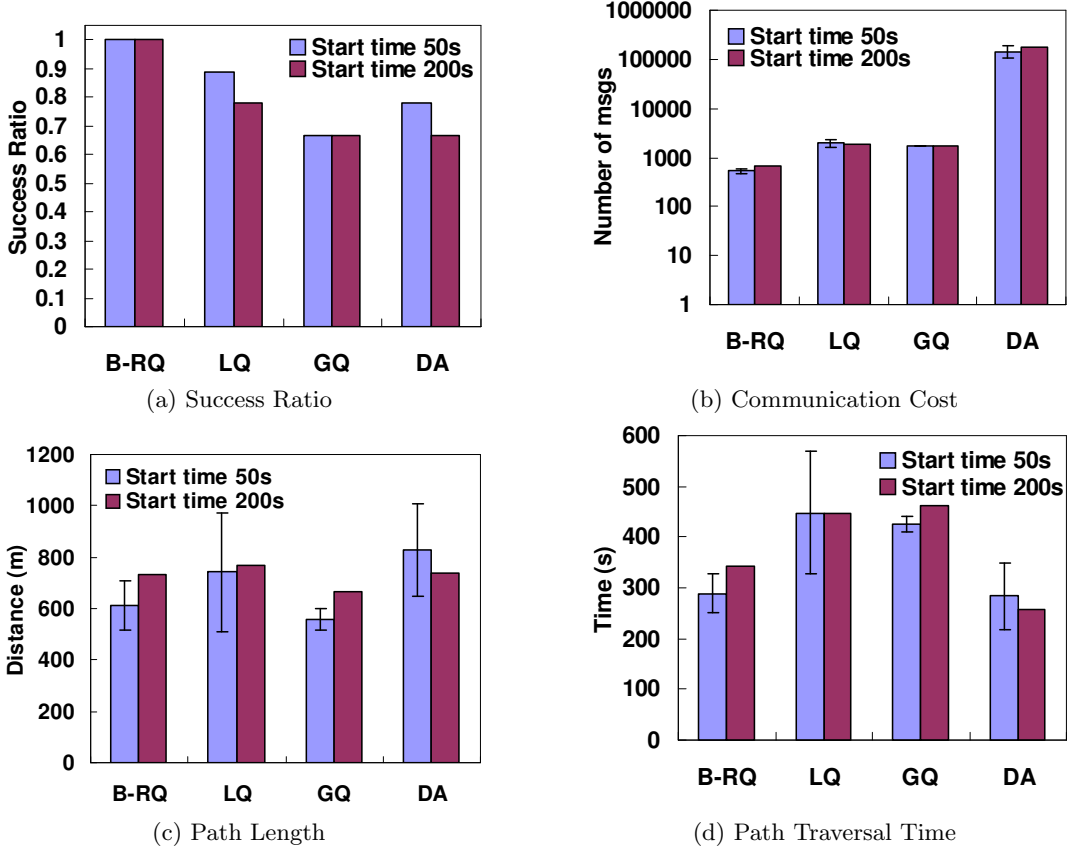 1
0.9
0.8
0.7
0.6
0.5
0.4
0.3
0.2
0.1
0
Success Ratio
Start time 50s
Start time 200s
B-RQ LQ GQ DA
(a) Success Ratio
1000000
100000
10000
1000
100
10
1
Number of msgs
Start time 50s
Start time 200s
B-RQ LQ GQ DA
(b) Communication Cost
1200
1000
800
600
400
200
0
Distance (m)
Start time 50s
Start time 200s
B-RQ LQ GQ DA
(c) Path Length
600
500
400
300
200
100
0
Time (s)
Start time 50s
Start time 200s
B-RQ LQ GQ DA
(d) Path Traversal Time